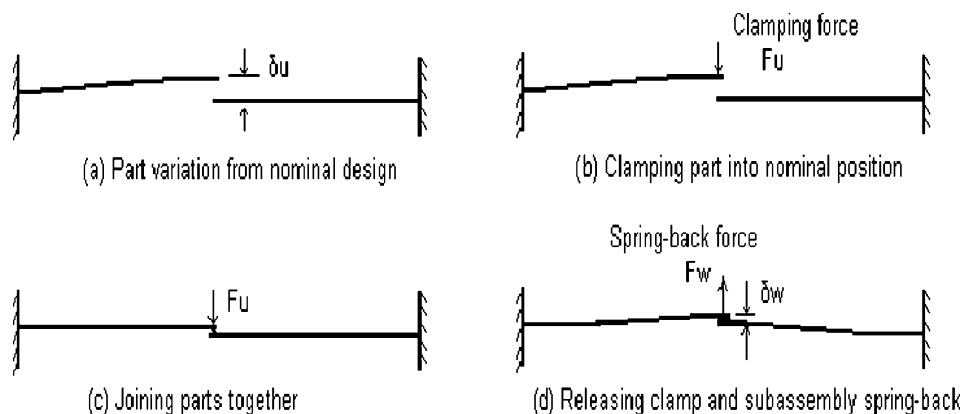 δu
(a) Part variation from nominal design
Clamping force
Fu
(b) Clamping part into nominal position
Fu
(c) Joining parts together
Spring-back force
Fw
δw
(d) Releasing clamp and subassembly spring-back